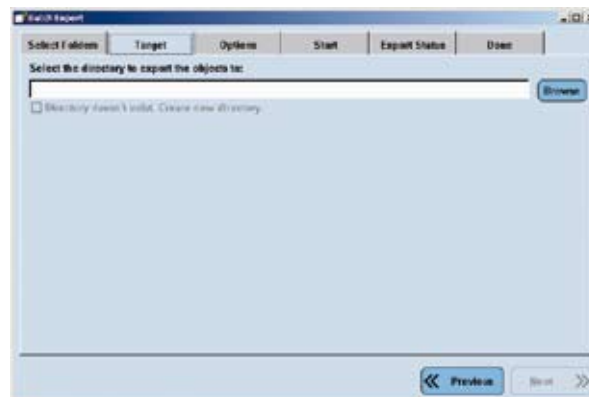 Batch Export
Select Folders Target Options Start Export Status Done
Select the directory to export the objects to:
Browse
Directory doesn't exist. Create new directory.
Previous Next